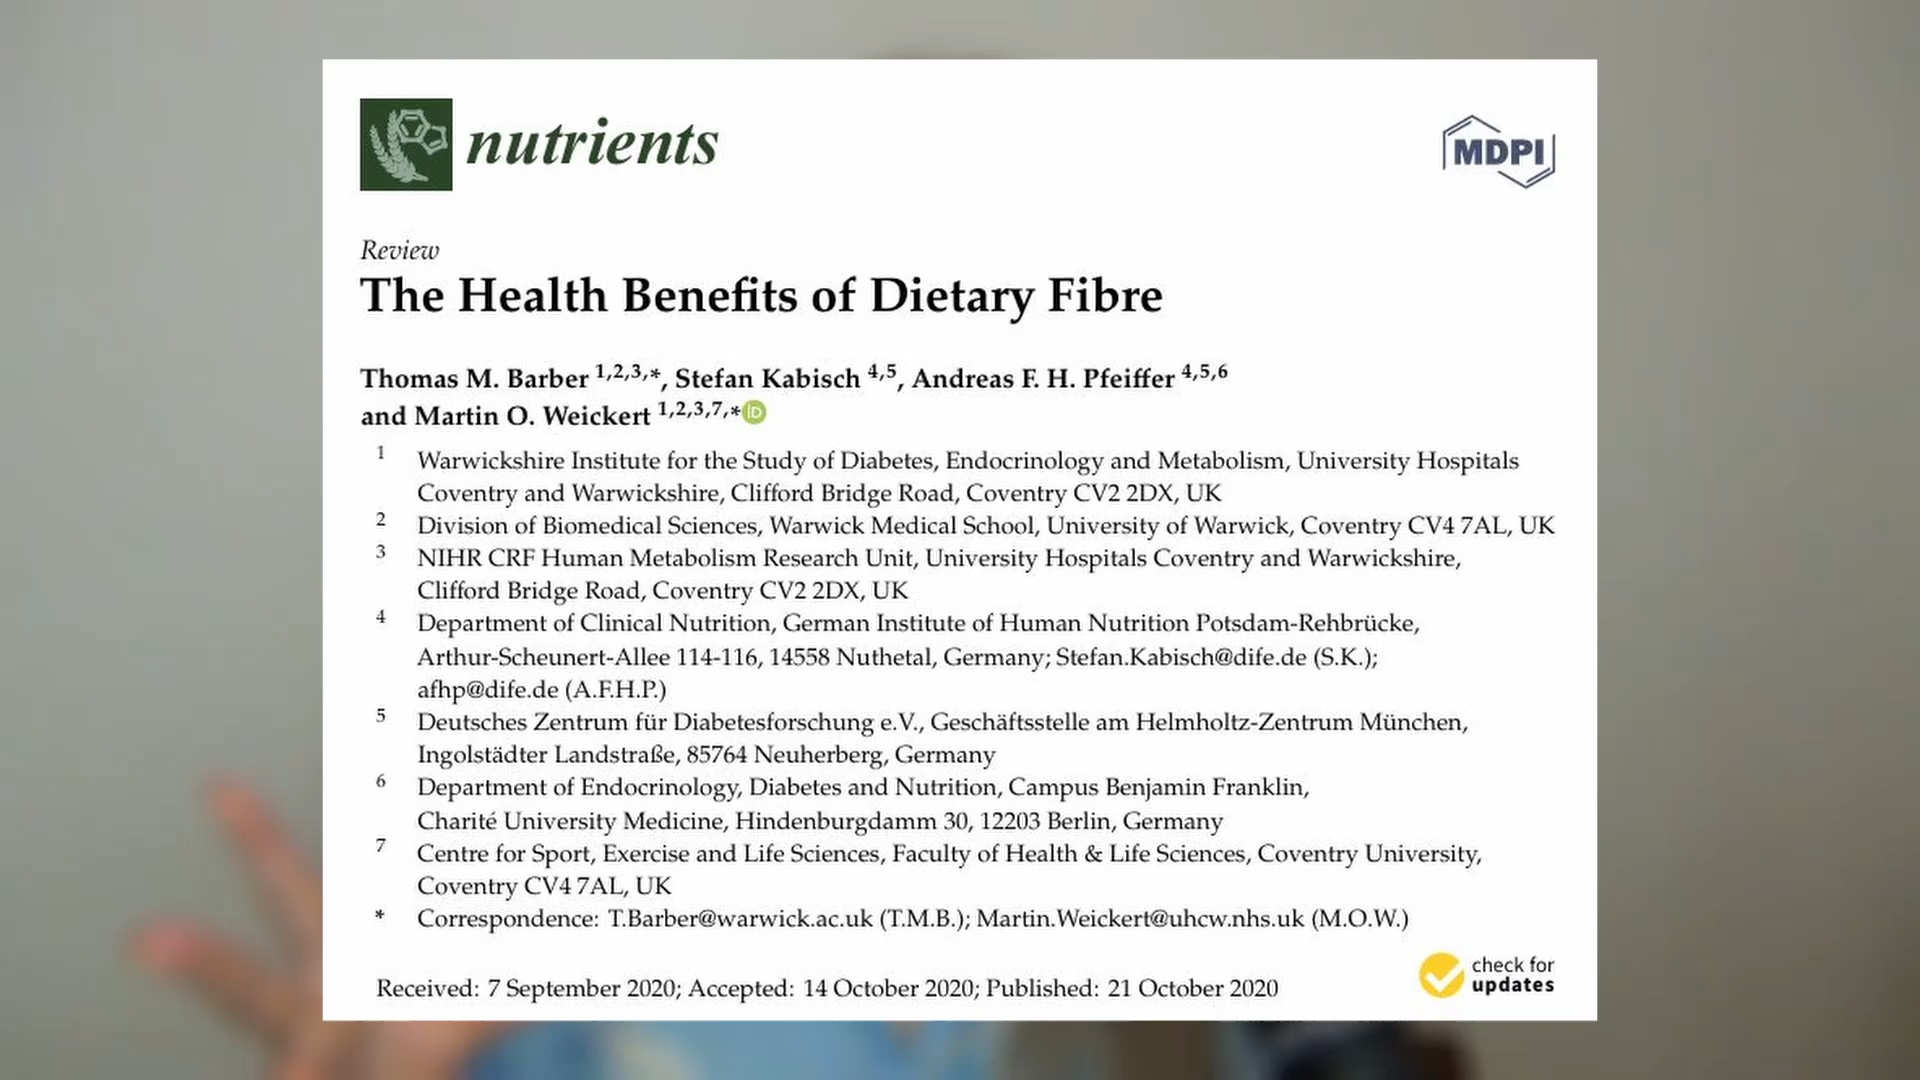 nutrients
MDPI
Review
The Health Benefits of Dietary Fibre
Thomas M. Barber 1,2,3,*, Stefan Kabisch 4,5, Andreas F. H. Pfeiffer 4,5,6
and Martin O. Weickert 1,2,3,7,* iD
1 Warwickshire Institute for the Study of Diabetes, Endocrinology and Metabolism, University Hospitals
Coventry and Warwickshire, Clifford Bridge Road, Coventry CV2 2DX, UK
2 Division of Biomedical Sciences, Warwick Medical School, University of Warwick, Coventry CV4 7AL, UK
3 NIHR CRF Human Metabolism Research Unit, University Hospitals Coventry and Warwickshire,
Clifford Bridge Road, Coventry CV2 2DX, UK
4 Department of Clinical Nutrition, German Institute of Human Nutrition Potsdam-Rehbrücke,
Arthur-Scheunert-Allee 114-116, 14558 Nuthetal, Germany; Stefan.Kabisch@dife.de (S.K.);
afhp@dife.de (A.F.H.P.)
5 Deutsches Zentrum für Diabetesforschung e.V., Geschäftsstelle am Helmholtz-Zentrum München,
Ingolstädter Landstraße, 85764 Neuherberg, Germany
6 Department of Endocrinology, Diabetes and Nutrition, Campus Benjamin Franklin,
Charité University Medicine, Hindenburgdamm 30, 12203 Berlin, Germany
7 Centre for Sport, Exercise and Life Sciences, Faculty of Health & Life Sciences, Coventry University,
Coventry CV4 7AL, UK
* Correspondence: T.Barber@warwick.ac.uk (T.M.B.); Martin.Weickert@uhcw.nhs.uk (M.O.W.)
check for
updates
Received: 7 September 2020; Accepted: 14 October 2020; Published: 21 October 2020